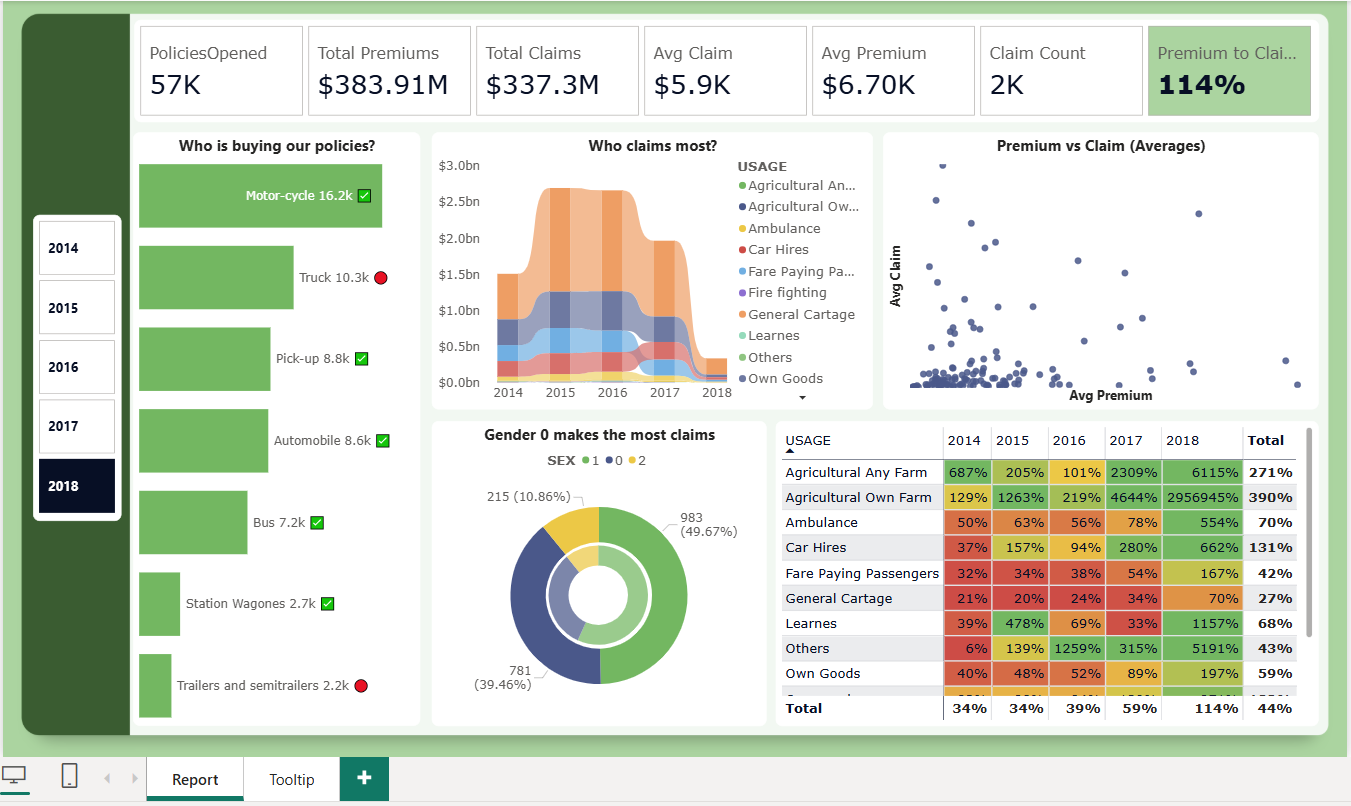 PoliciesOpened
57K
Total Premiums
$383.91M
Total Claims
$337.3M
Avg Claim
$5.9K
Avg Premium
$6.70K
Claim Count
2K
Premium to Clai...
114%
2014
2015
2016
2017
2018
Who is buying our policies?
Motor-cycle 16.2k ✅
Truck 10.3k 🔴
Pick-up 8.8k ✅
Automobile 8.6k ✅
Bus 7.2k ✅
Station Wagones 2.7k ✅
Trailers and semitrailers 2.2k 🔴
Who claims most?
$3.0bn
$2.5bn
$2.0bn
$1.5bn
$1.0bn
$0.5bn
$0.0bn
2014 2015 2016 2017 2018
USAGE
Agricultural An...
Agricultural Ow...
Ambulance
Car Hires
Fare Paying Pa...
Fire fighting
General Cartage
Learnes
Others
Own Goods
Premium vs Claim (Averages)
Avg Claim
Avg Premium
Gender 0 makes the most claims
SEX 1 0 2
215 (10.86%)
983
(49.67%)
781
(39.46%)
USAGE 2014 2015 2016 2017 2018 Total
Agricultural Any Farm 687% 205% 101% 2309% 6115% 271%
Agricultural Own Farm 129% 1263% 219% 4644% 2956945% 390%
Ambulance 50% 63% 56% 78% 554% 70%
Car Hires 37% 157% 94% 280% 662% 131%
Fare Paying Passengers 32% 34% 38% 54% 167% 42%
General Cartage 21% 20% 24% 34% 70% 27%
Learnes 39% 478% 69% 33% 1157% 68%
Others 6% 139% 1259% 315% 5191% 43%
Own Goods 40% 48% 52% 89% 197% 59%
Total 34% 34% 39% 59% 114% 44%
Report
Tooltip
+